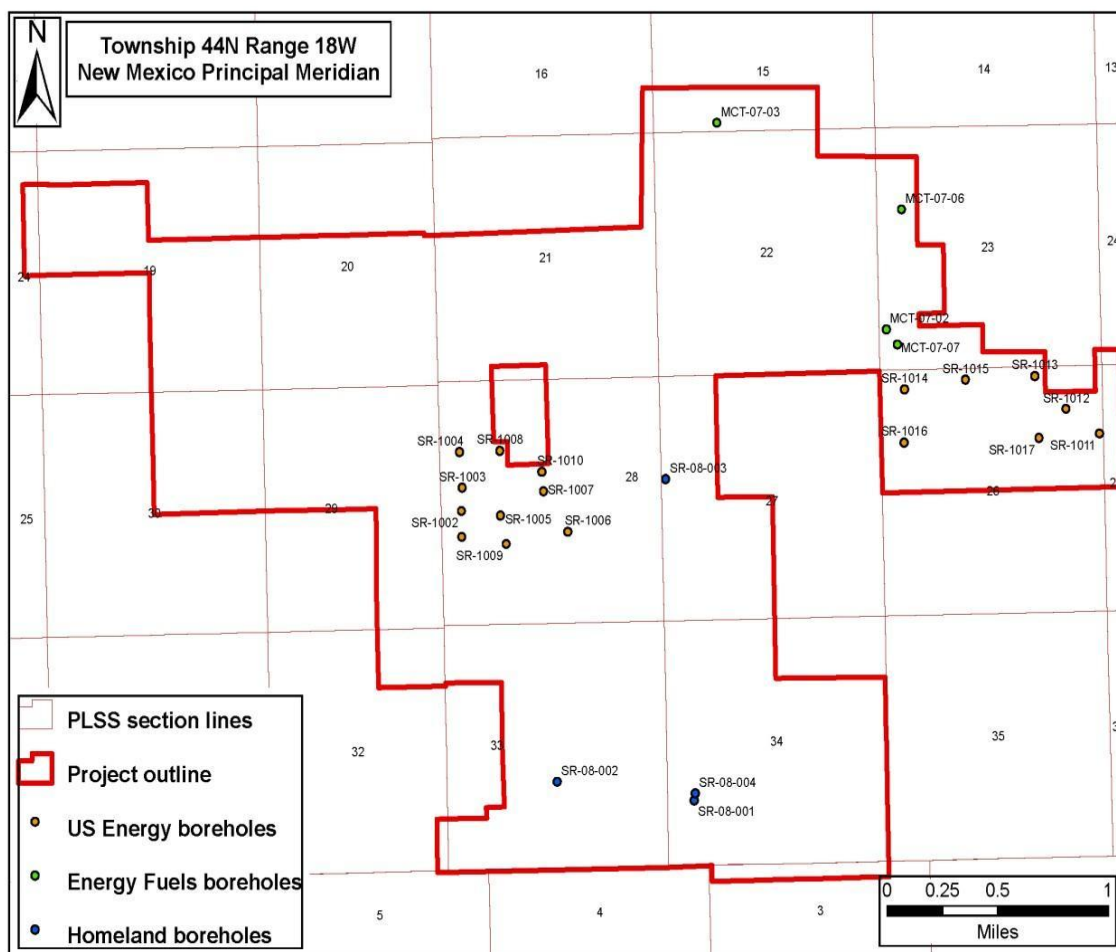 N
Township 44N Range 18W
New Mexico Principal Meridian
16
15
14
13
MCT-07-03
MCT-07-06
24
19
20
21
22
23
24
MCT-07-02
MCT-07-07
SR-1013
SR-1014
SR-1015
SR-1012
SR-1004
SR-1008
SR-1016
SR-1017
SR-1011
SR-1010
SR-1003
28
SR-08-003
SR-1007
26
27
25
30
29
SR-1002
SR-1005
SR-1006
SR-1009
PLSS section lines
32
33
34
35
Project outline
SR-08-002
SR-08-004
SR-08-001
US Energy boreholes
Energy Fuels boreholes
0 0.25 0.5 1
5
4
3
Miles
Homeland boreholes